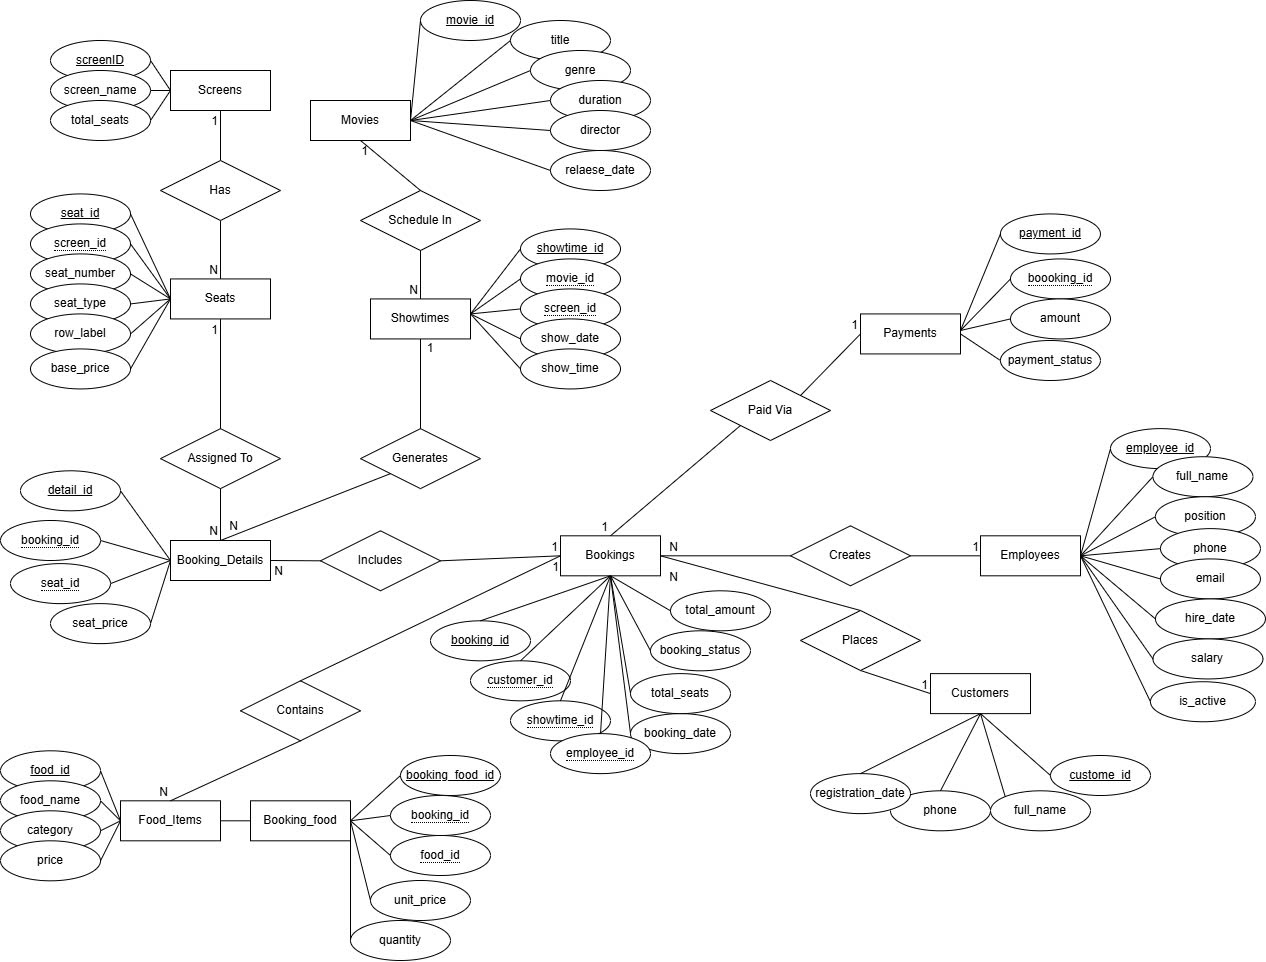 movie_id
title
genre
duration
director
relaese_date
Movies
1
screenID
screen_name
total_seats
Screens
1
Has
Schedule In
seat_id
screen_id
seat_number
seat_type
row_label
base_price
N
Seats
1
N
Showtimes
1
showtime_id
movie_id
screen_id
show_date
show_time
payment_id
boooking_id
amount
payment_status
1
Payments
Paid Via
Assigned To
Generates
employee_id
full_name
position
phone
email
hire_date
salary
is_active
detail_id
booking_id
seat_id
seat_price
N
N
Booking_Details
N
Includes
1
1
1
Bookings
N
N
Creates
1
Employees
total_amount
booking_status
total_seats
booking_date
booking_id
customer_id
showtime_id
employee_id
Places
1
Customers
registration_date
phone
full_name
custome_id
Contains
N
food_id
food_name
category
price
Food_Items
Booking_food
booking_food_id
booking_id
food_id
unit_price
quantity